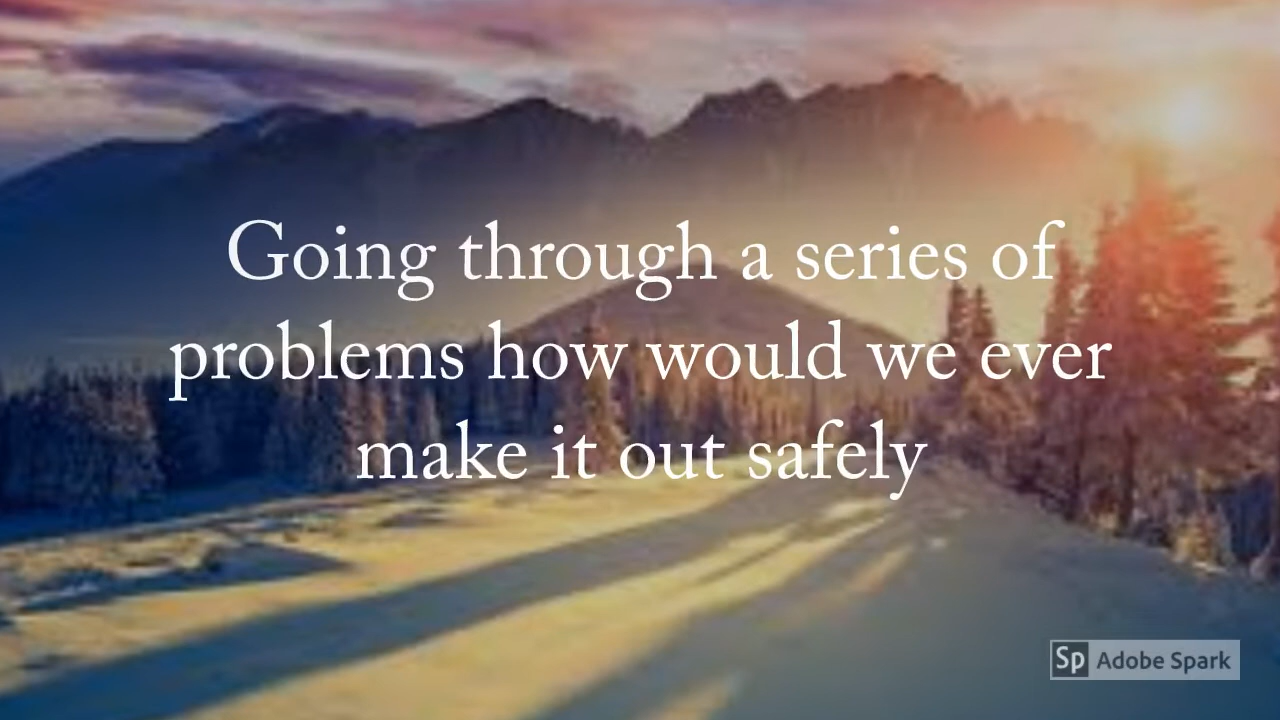 Going through a series of
problems how would we ever
make it out safely
Sp Adobe Spark